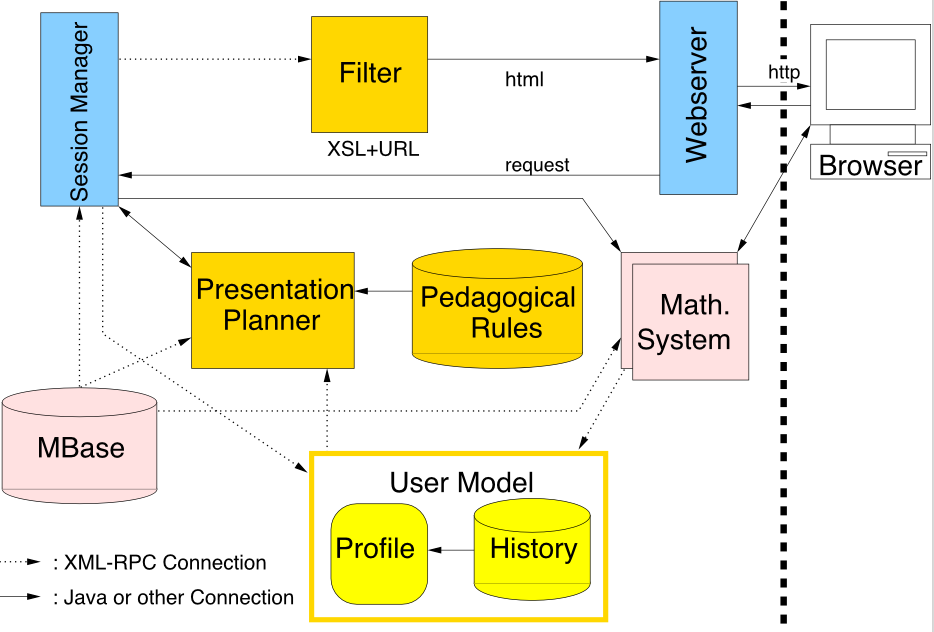 Session Manager
Filter
XSL+URL
html
request
Webserver
http
Browser
Presentation
Planner
Pedagogical
Rules
Math.
System
MBase
User Model
Profile
History
: XML-RPC Connection
: Java or other Connection